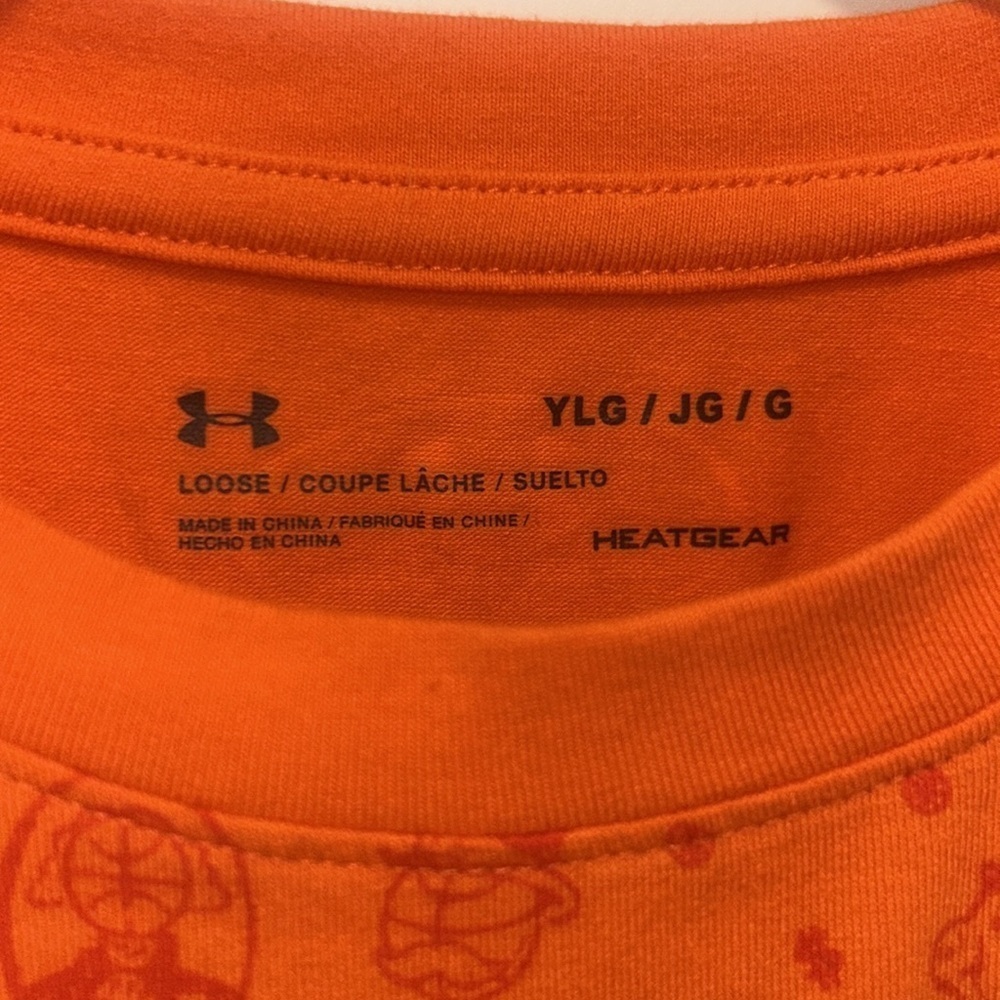 YLG / JG / G
LOOSE / COUPE LÂCHE / SUELTO
MADE IN CHINA / FABRIQUÉ EN CHINE /
HECHO EN CHINA
HEATGEAR